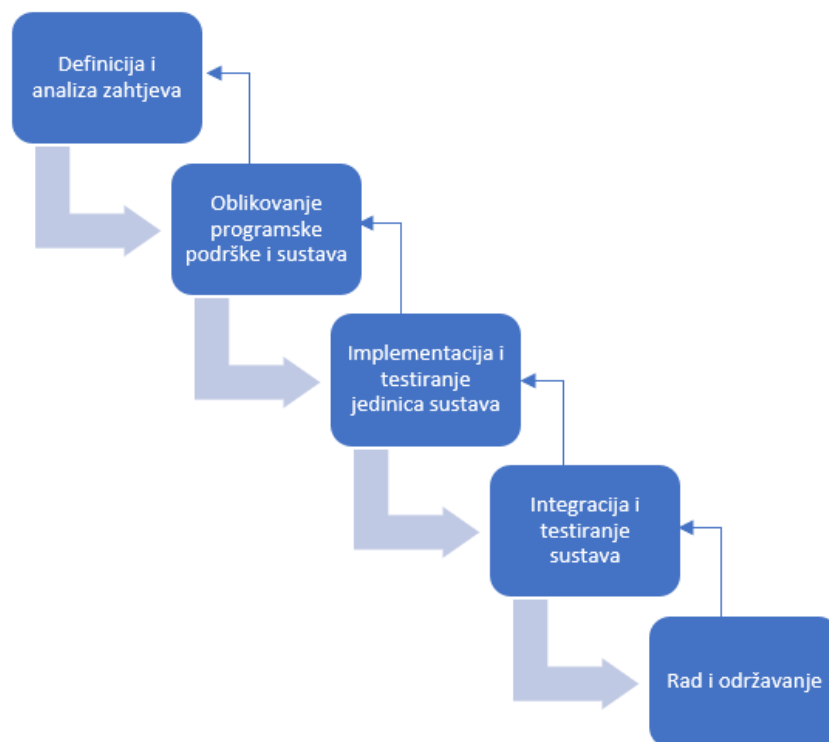 Definicija i
analiza zahtjeva
Oblikovanje
programske
podrške i sustava
Implementacija i
testiranje
jedinica sustava
Integracija i
testiranje
sustava
Rad i održavanje